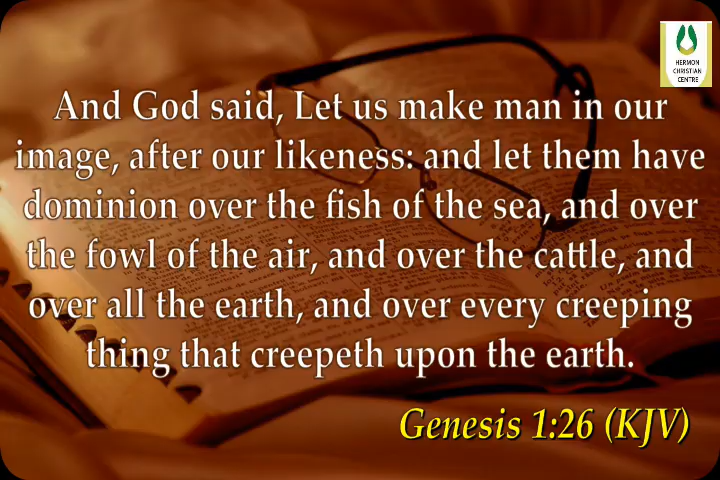 HERMON
CHRISTIAN
CENTRE
And God said, Let us make man in our
image, after our likeness: and let them have
dominion over the fish of the sea, and over
the fowl of the air, and over the cattle, and
over all the earth, and over every creeping
thing that creepeth upon the earth.
Genesis 1:26 (KJV)